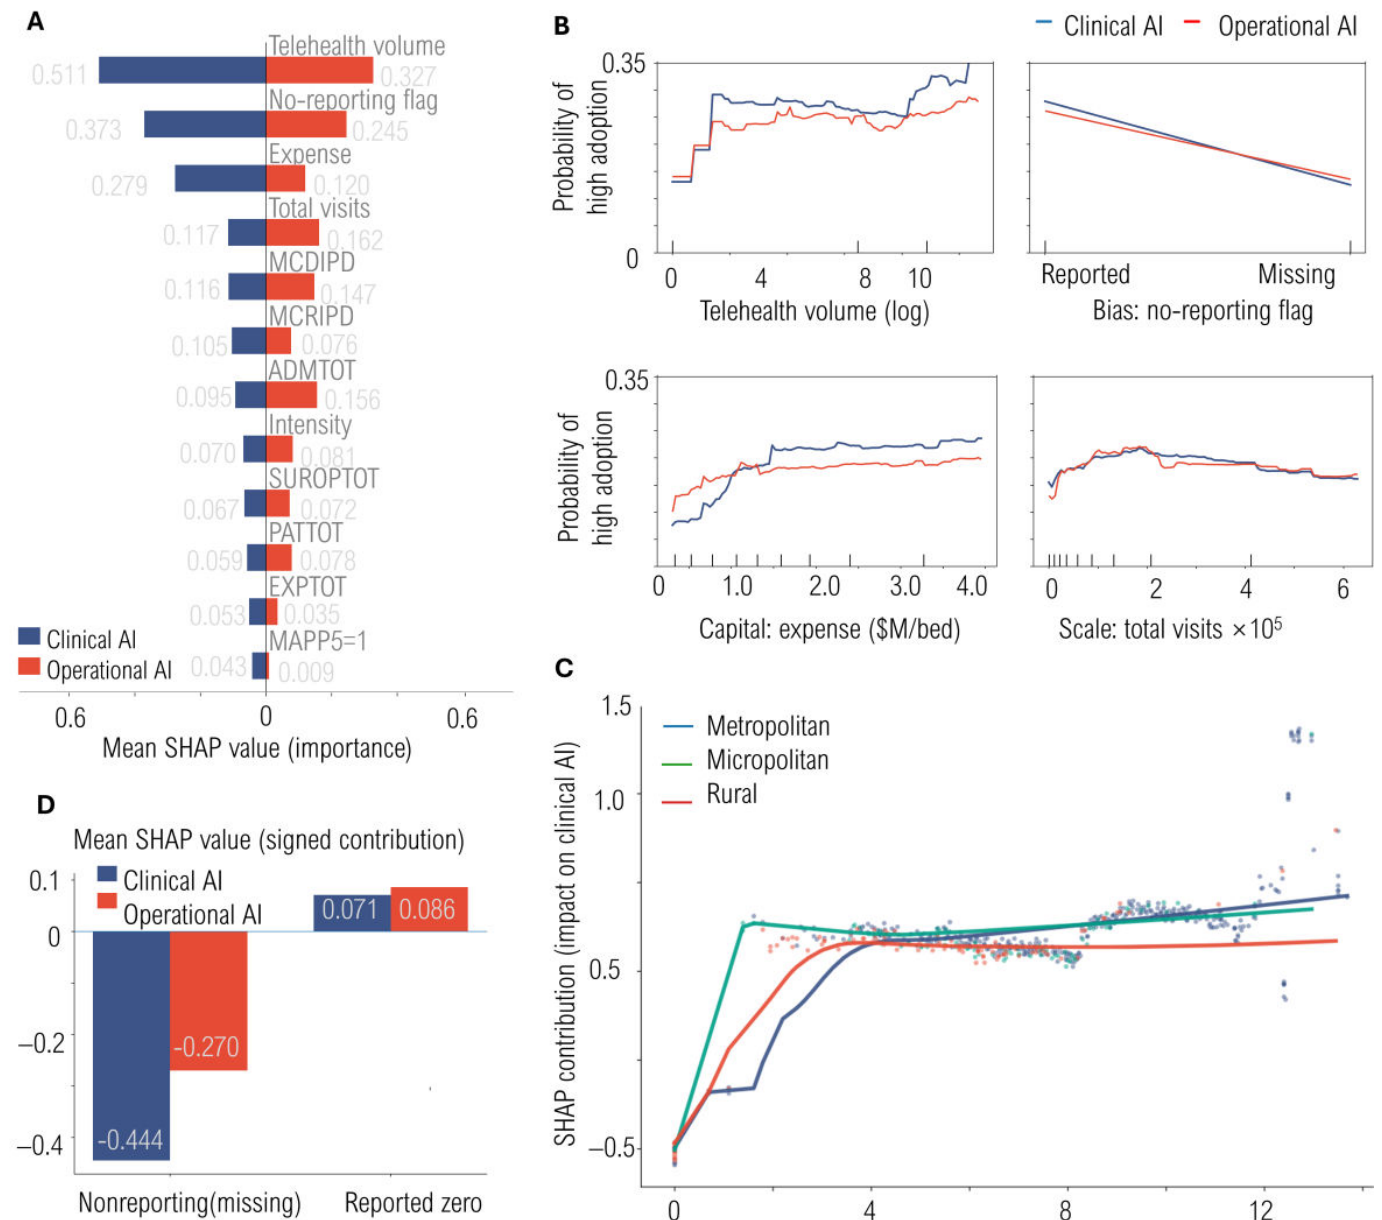 A
Telehealth volume
0.511
0.327
No-reporting flag
0.373
0.245
Expense
0.279
0.120
Total visits
0.117
0.162
MCDIPD
0.116
0.147
MCRIPD
0.105
0.076
ADMTOT
0.095
0.156
Intensity
0.070
0.081
SUROPTOT
0.067
0.072
PATTOT
0.059
0.078
EXPTOT
0.053
0.035
MAPP5=1
0.043
0.009
Clinical AI
Operational AI
0.6
0
0.6
Mean SHAP value (importance)
B
Clinical AI
Operational AI
Probability of
high adoption
0.35
0
0
4
8
10
Telehealth volume (log)
Reported
Missing
Bias: no-reporting flag
Probability of
high adoption
0.35
0
1.0
2.0
3.0
4.0
Capital: expense ($M/bed)
0
2
4
6
Scale: total visits ×10⁵
C
SHAP contribution (impact on clinical AI)
1.5
1.0
0.5
–0.5
Metropolitan
Micropolitan
Rural
0
4
8
12
D
Mean SHAP value (signed contribution)
0.1
0
–0.2
–0.4
Clinical AI
Operational AI
-0.444
-0.270
0.071
0.086
Nonreporting(missing)
Reported zero